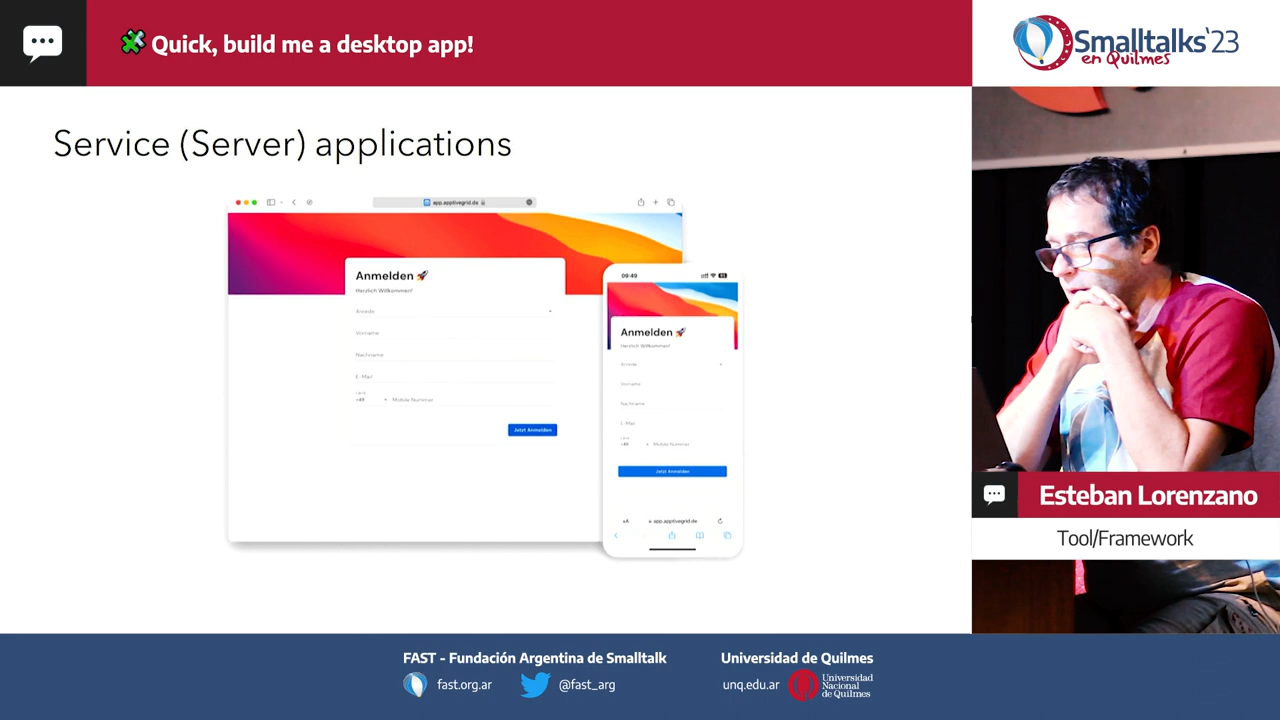 Quick, build me a desktop app!
Smalltalks'23
en Quilmes
Service (Server) applications
app.apptivegrid.de
Anmelden 🚀
Herzlich Willkommen!
Anrede
Vorname
Nachname
E-Mail
Land
+49
Mobile Nummer
Jetzt Anmelden
09:49
Anmelden 🚀
Herzlich Willkommen!
Anrede
Vorname
Nachname
E-Mail
Land
+49
Mobile Nummer
Jetzt Anmelden
AA
app.apptivegrid.de
Esteban Lorenzano
Tool/Framework
FAST - Fundación Argentina de Smalltalk
fast.org.ar
@fast_arg
Universidad de Quilmes
unq.edu.ar
Universidad
Nacional
de Quilmes